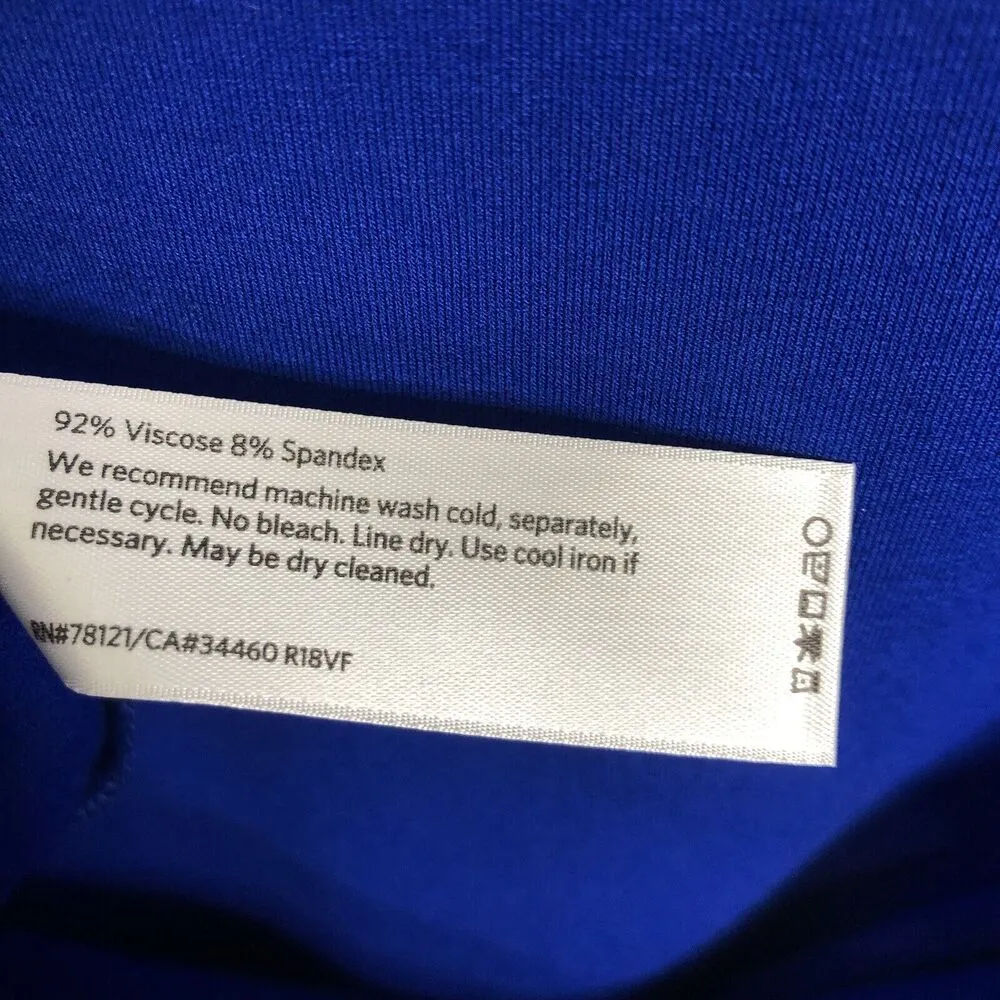 92% Viscose 8% Spandex
We recommend machine wash cold, separately,
gentle cycle. No bleach. Line dry. Use cool iron if
necessary. May be dry cleaned.
RN#78121/CA#34460 R18VF